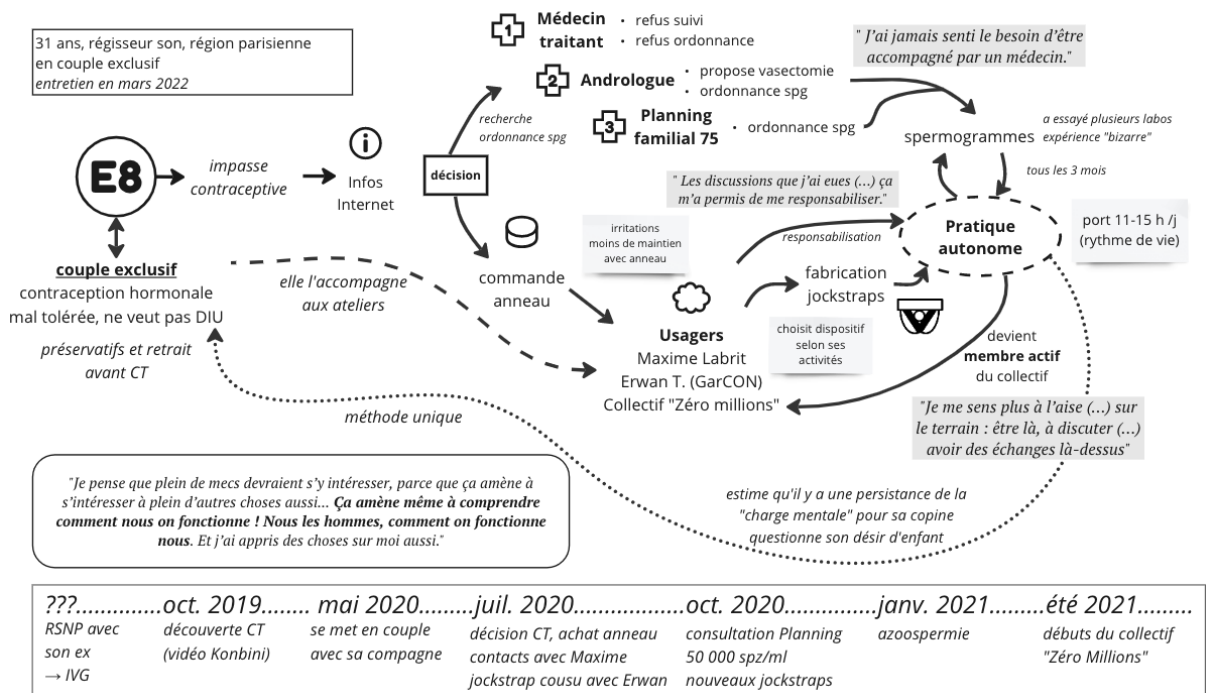 31 ans, régisseur son, région parisienne
en couple exclusif
entretien en mars 2022
1
Médecin
traitant
• refus suivi
• refus ordonnance
2
Andrologue
• propose vasectomie
• ordonnance spg
3
Planning
familial 75
• ordonnance spg
" J'ai jamais senti le besoin d'être
accompagné par un médecin."
recherche
ordonnance spg
spermogrammes
a essayé plusieurs labos
expérience "bizarre"
tous les 3 mois
E8
impasse
contraceptive
Infos
Internet
décision
" Les discussions que j'ai eues (...) ça
m'a permis de me responsabiliser."
irritations
moins de maintien
avec anneau
responsabilisation
Pratique
autonome
port 11-15 h /j
(rythme de vie)
couple exclusif
contraception hormonale
mal tolérée, ne veut pas DIU
préservatifs et retrait
avant CT
elle l'accompagne
aux ateliers
commande
anneau
fabrication
jockstraps
Usagers
Maxime Labrit
Erwan T. (GarCON)
Collectif "Zéro millions"
choisit dispositif
selon ses
activités
devient
membre actif
du collectif
méthode unique
"Je me sens plus à l'aise (...) sur
le terrain : être là, à discuter (...)
avoir des échanges là-dessus"
"Je pense que plein de mecs devraient s'y intéresser, parce que ça amène à
s'intéresser à plein d'autres choses aussi... Ça amène même à comprendre
comment nous on fonctionne ! Nous les hommes, comment on fonctionne
nous. Et j'ai appris des choses sur moi aussi."
estime qu'il y a une persistance de la
"charge mentale" pour sa copine
questionne son désir d'enfant
???.............oct. 2019....... mai 2020.......juil. 2020.............oct. 2020..............janv. 2021.......été 2021.......
RSNP avec
son ex
→ IVG
découverte CT
(vidéo Konbini)
se met en couple
avec sa compagne
décision CT, achat anneau
contacts avec Maxime
jockstrap cousu avec Erwan
consultation Planning
50 000 spz/ml
nouveaux jockstraps
azoospermie
débuts du collectif
"Zéro Millions"